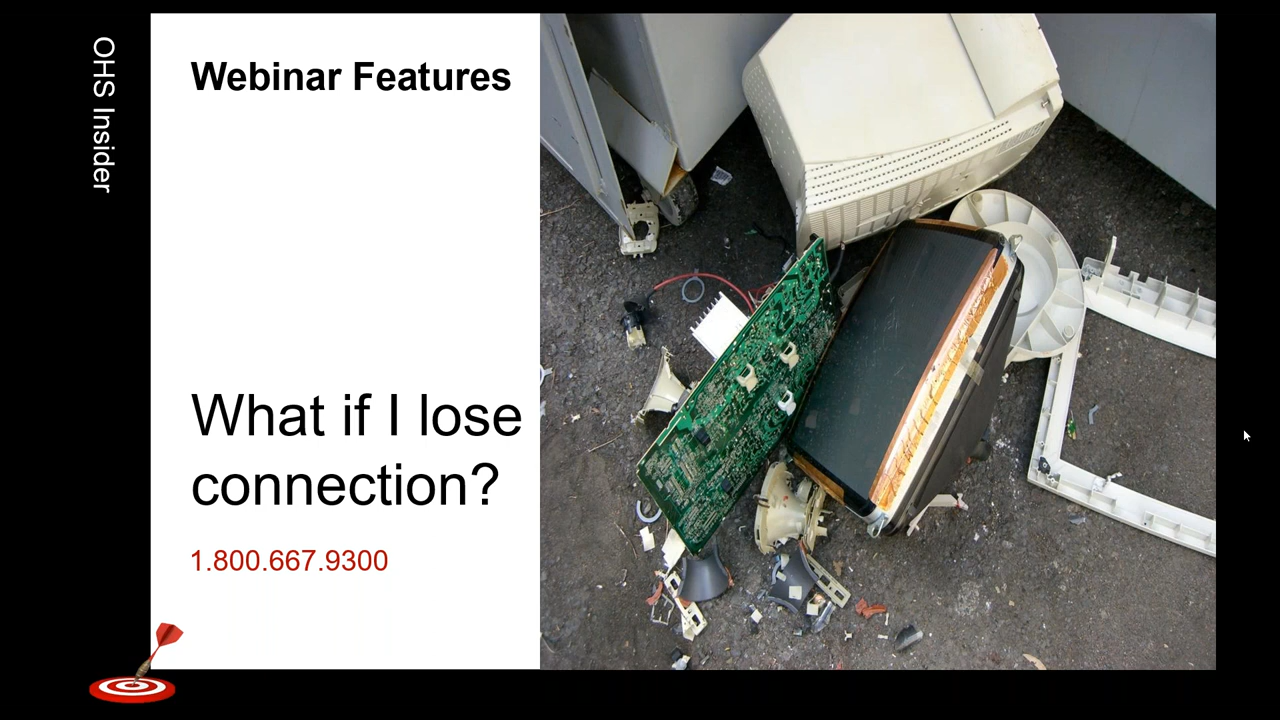 OHS Insider
Webinar Features
What if I lose
connection?
1.800.667.9300